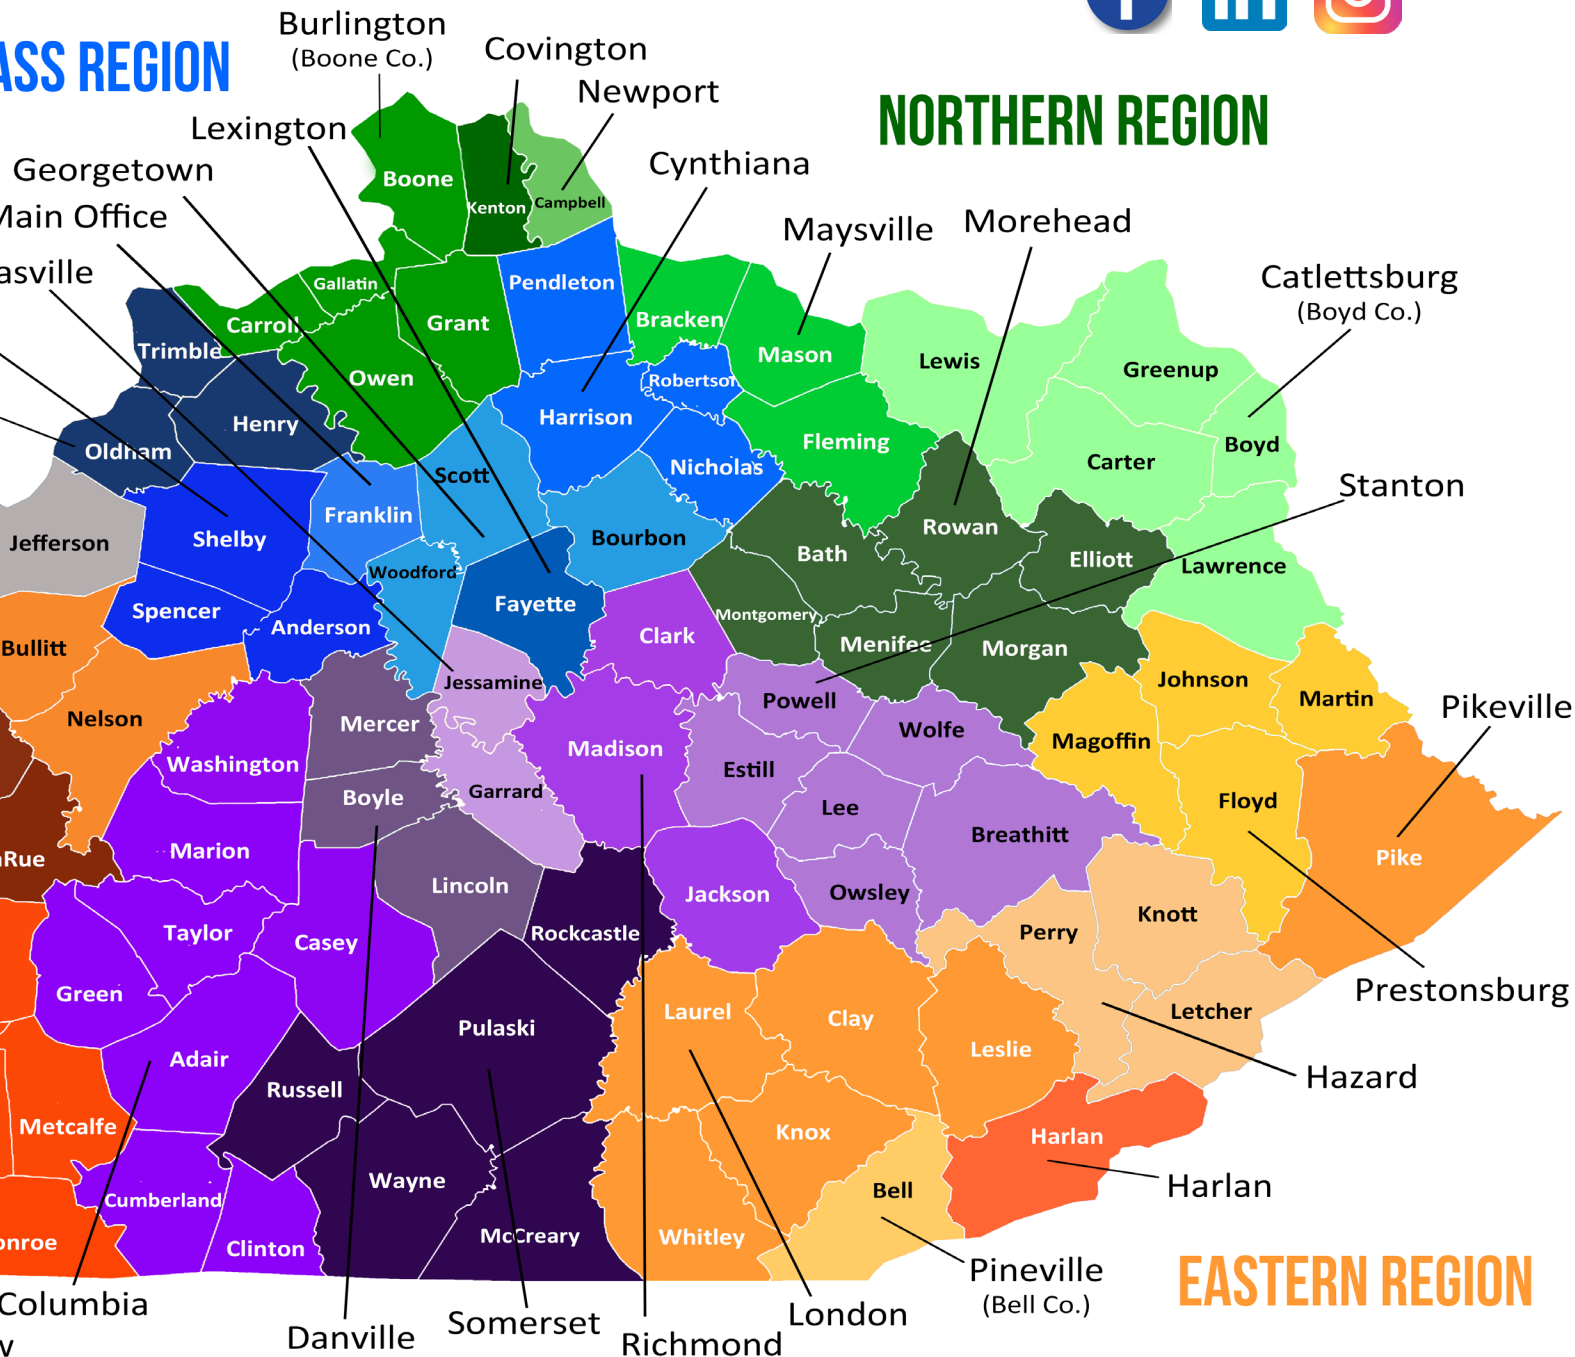 Burlington
(Boone Co.)
Covington
ASS REGION
Newport
NORTHERN REGION
Lexington
Cynthiana
Georgetown
Main Office
Morehead
Maysville
asville
Catlettsburg
(Boyd Co.)
Boone
Kenton
Campbell
Gallatin
Pendleton
Carroll
Grant
Bracken
Trimble
Mason
Lewis
Greenup
Owen
Robertson
Henry
Harrison
Fleming
Boyd
Oldham
Carter
Scott
Nicholas
Stanton
Franklin
Rowan
Shelby
Bourbon
Jefferson
Bath
Elliott
Lawrence
Woodford
Fayette
Spencer
Montgomery
Anderson
Clark
Bullitt
Menifee
Morgan
Jessamine
Johnson
Powell
Martin
Pikeville
Nelson
Mercer
Wolfe
Magoffin
Madison
Washington
Estill
Garrard
Boyle
Lee
Floyd
Breathitt
Marion
Pike
aRue
Lincoln
Jackson
Owsley
Knott
Taylor
Casey
Rockcastle
Perry
Green
Prestonsburg
Laurel
Clay
Letcher
Pulaski
Leslie
Adair
Hazard
Russell
Metcalfe
Knox
Harlan
Wayne
Harlan
Bell
Cumberland
onroe
Clinton
McCreary
Whitley
Pineville
(Bell Co.)
EASTERN REGION
Columbia
London
Somerset
Danville
Richmond
w